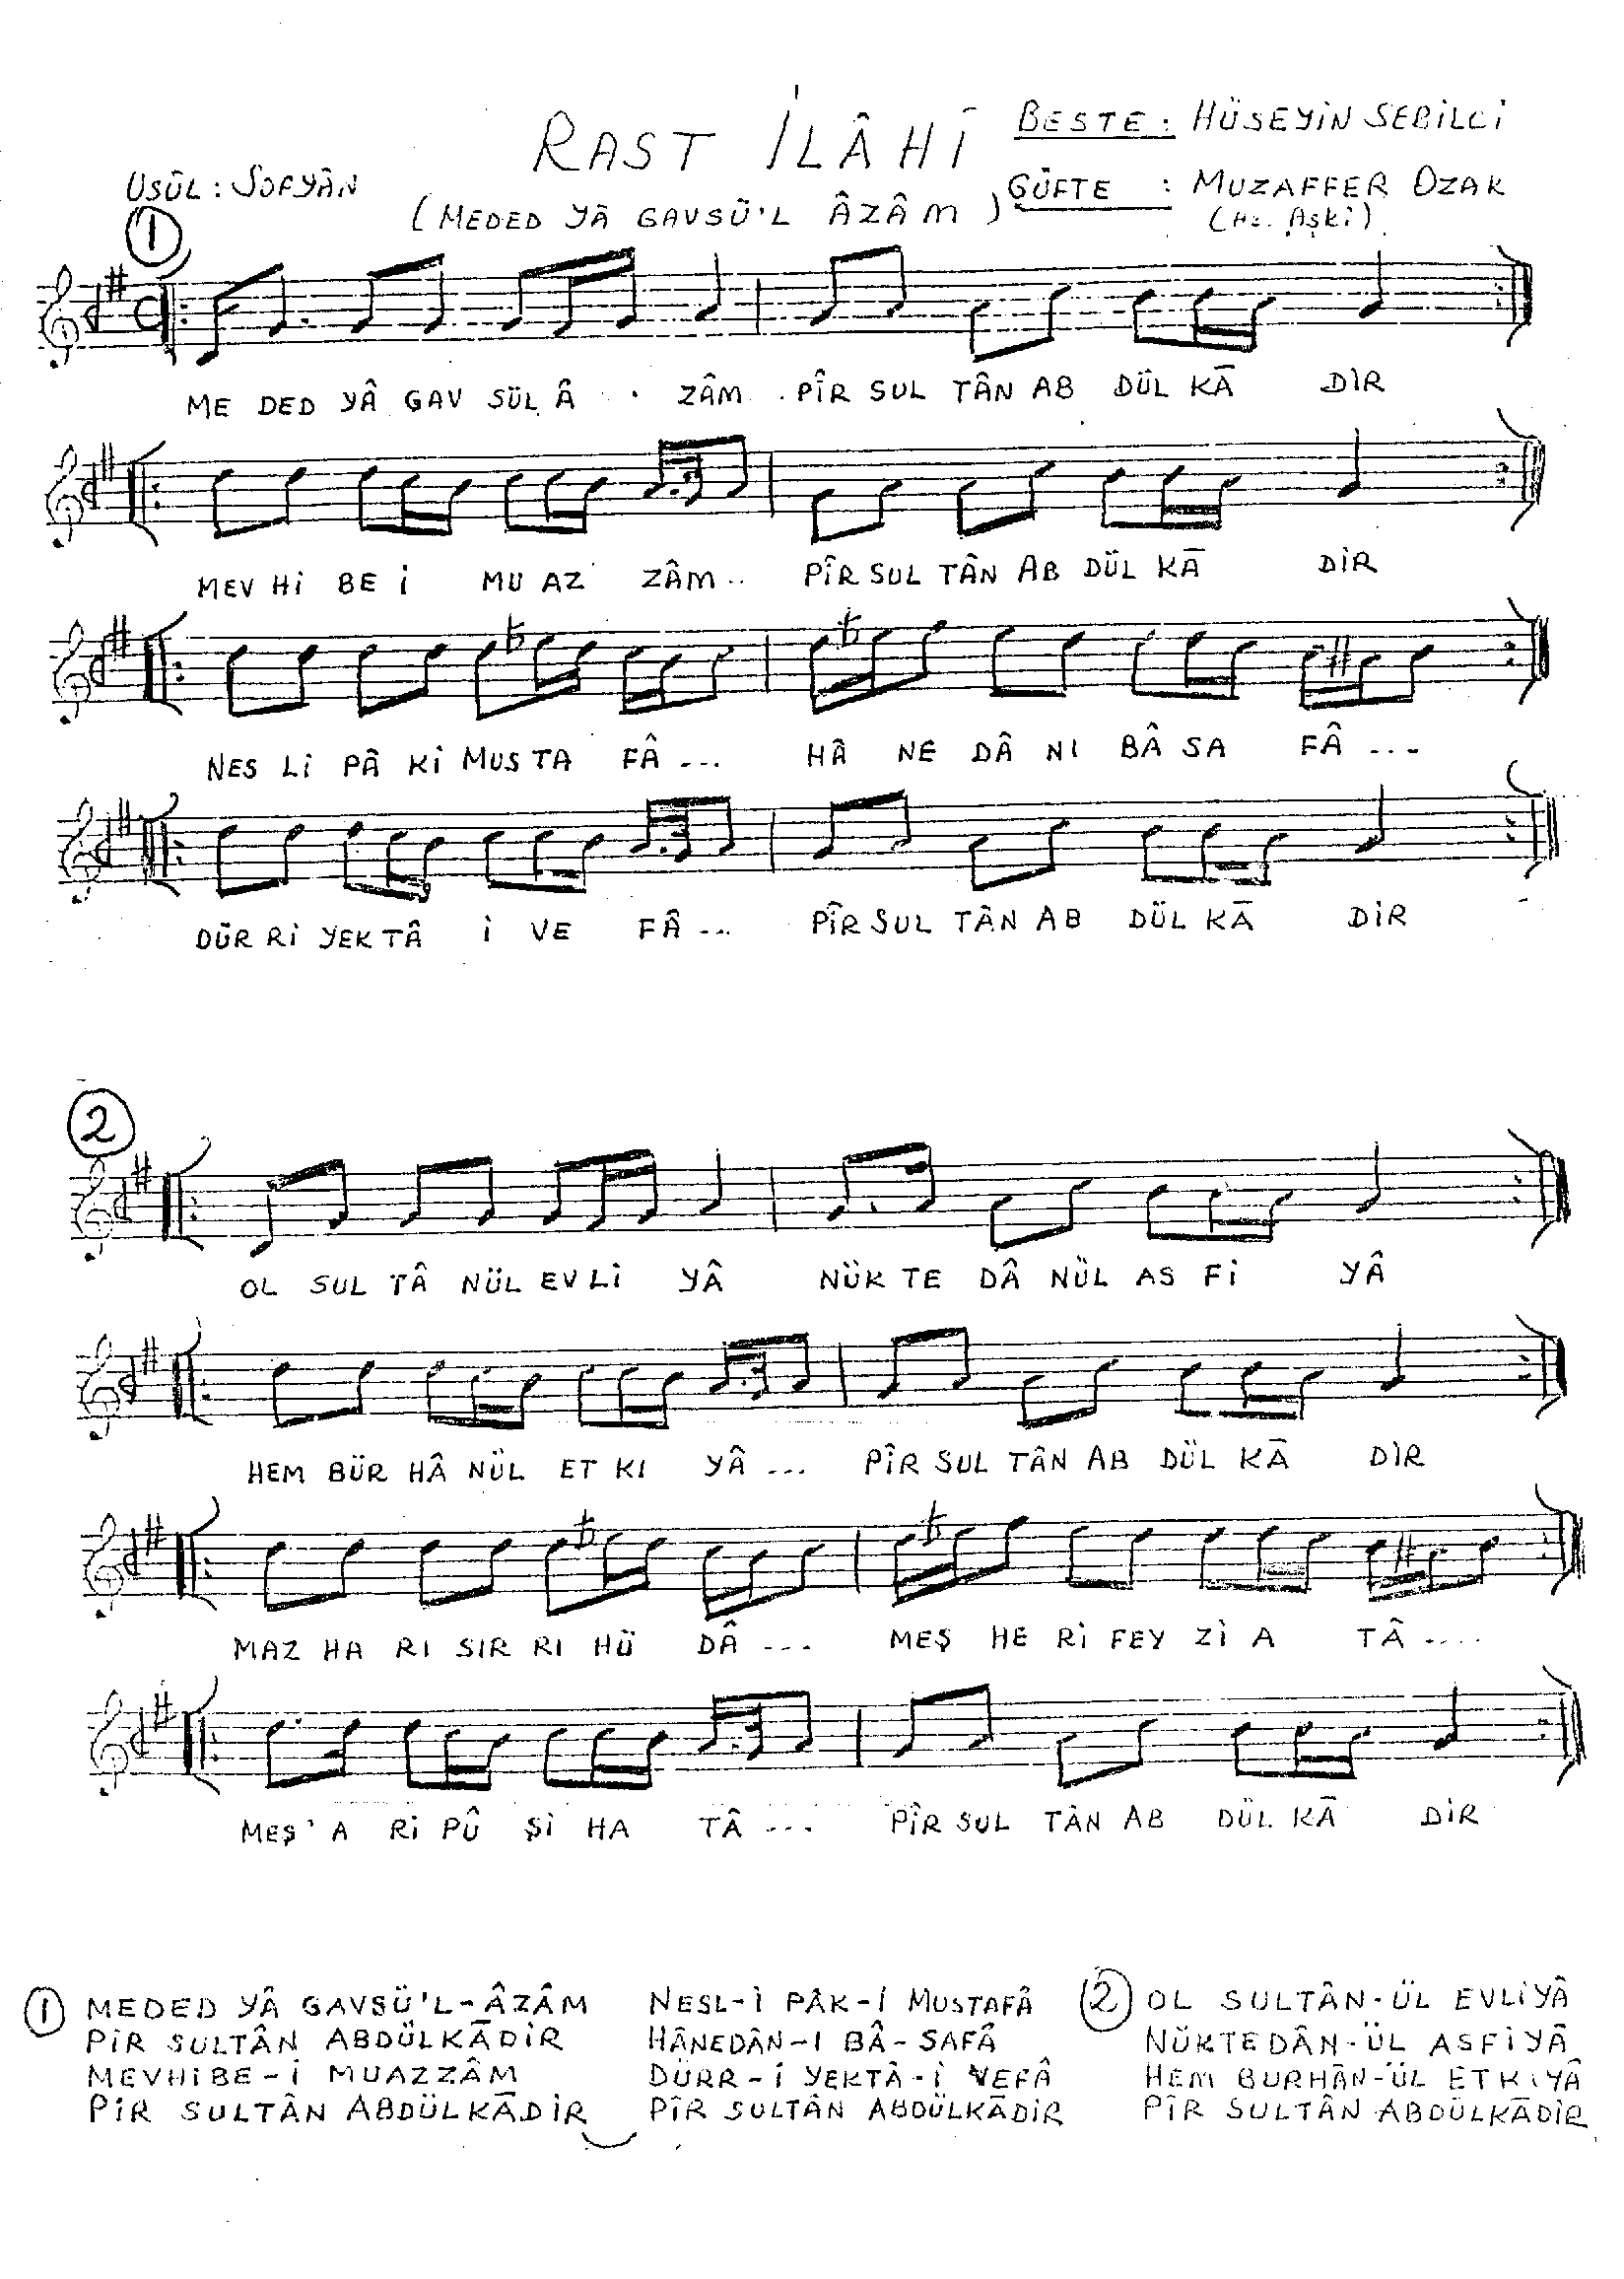 RAST İLÂHÎ
BESTE : HÜSEYİN SEBİLCİ
USÛL : SOFYÂN
GÜFTE : MUZAFFER OZAK
(MEDED YÂ GAVSÜ'L ÂZÂM)
(Hz. Aşki)
1
ME DED YÂ GAV SÜL Â . ZÂM . PÎR SUL TÂN AB DÜL KĀ DİR
MEV Hİ BE İ MU AZ ZÂM .. PÎR SUL TÂN AB DÜL KĀ DİR
NES Lİ PÂ Kİ MUS TA FÂ ... HÂ NE DÂ NI BÂ SA FÂ ...
DÜR Rİ YEK TÂ İ VE FÂ ... PÎR SUL TÂN AB DÜL KĀ DİR
2
OL SUL TÂ NÜL EV Lİ YÂ NÜK TE DÂ NÜL AS Fİ YÂ
HEM BÜR HÂ NÜL ET KI YÂ ... PÎR SUL TÂN AB DÜL KĀ DİR
MAZ HA RI SIR RI HÜ DÂ ... MEŞ HE Rİ FEY Zİ A TÂ ....
MEŞ' A Rİ PÛ Şİ HA TÂ ... PÎR SUL TÂN AB DÜL KĀ DİR
1 MEDED YÂ GAVSÜ'L-ÂZÂM
PİR SULTÂN ABDÜLKĀDİR
MEVHİBE-İ MUAZZÂM
PÎR SULTÂN ABDÜLKĀDİR
NESL-İ PÂK-İ MUSTAFÂ
HÂNEDÂN-I BÂ-SAFÂ
DÜRR-İ YEKTÂ-İ VEFÂ
PÎR SULTÂN ABDÜLKĀDİR
2 OL SULTÂN-ÜL EVLİYÂ
NÜKTEDÂN-ÜL ASFİYÂ
HEM BURHÂN-ÜL ETKİYÂ
PÎR SULTÂN ABDÜLKĀDİR